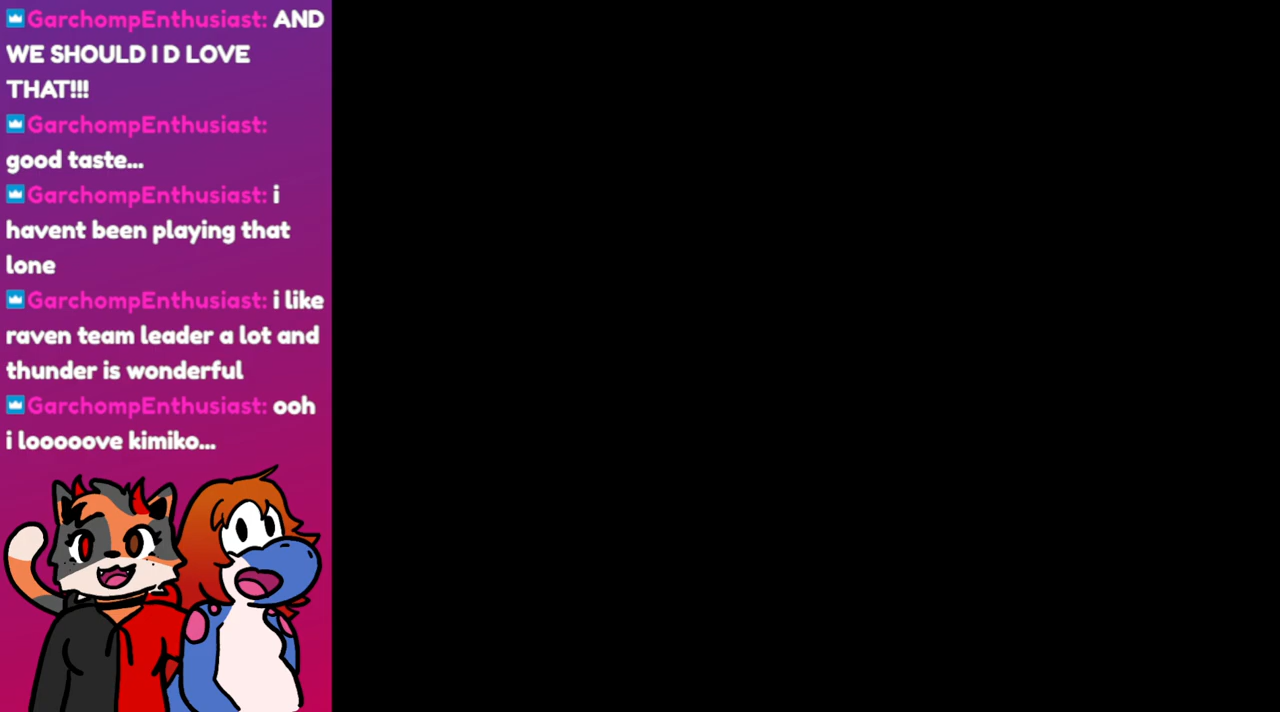 GarchompEnthusiast: AND
WE SHOULD I D LOVE
THAT!!!
GarchompEnthusiast:
good taste...
GarchompEnthusiast: i
havent been playing that
lone
GarchompEnthusiast: i like
raven team leader a lot and
thunder is wonderful
GarchompEnthusiast: ooh
i looooove kimiko...